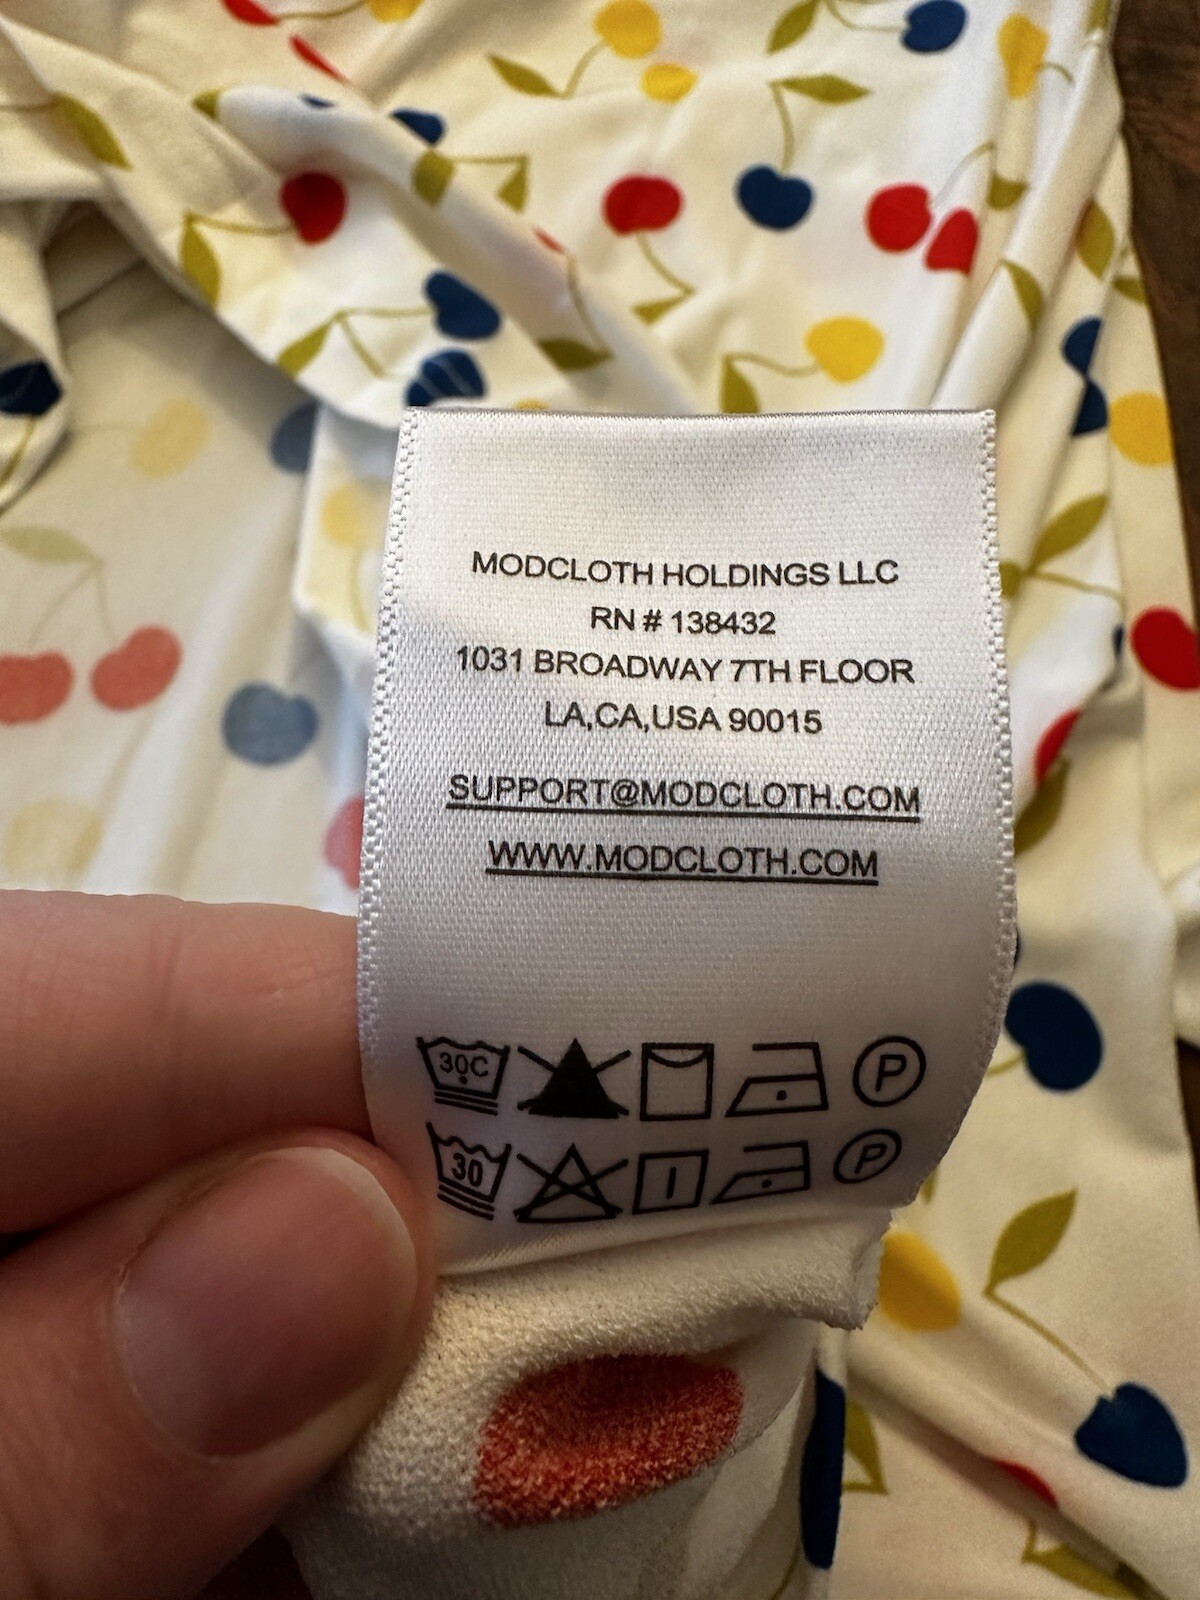 MODCLOTH HOLDINGS LLC
RN # 138432
1031 BROADWAY 7TH FLOOR
LA,CA,USA 90015
SUPPORT@MODCLOTH.COM
WWW.MODCLOTH.COM
30C P
30 P